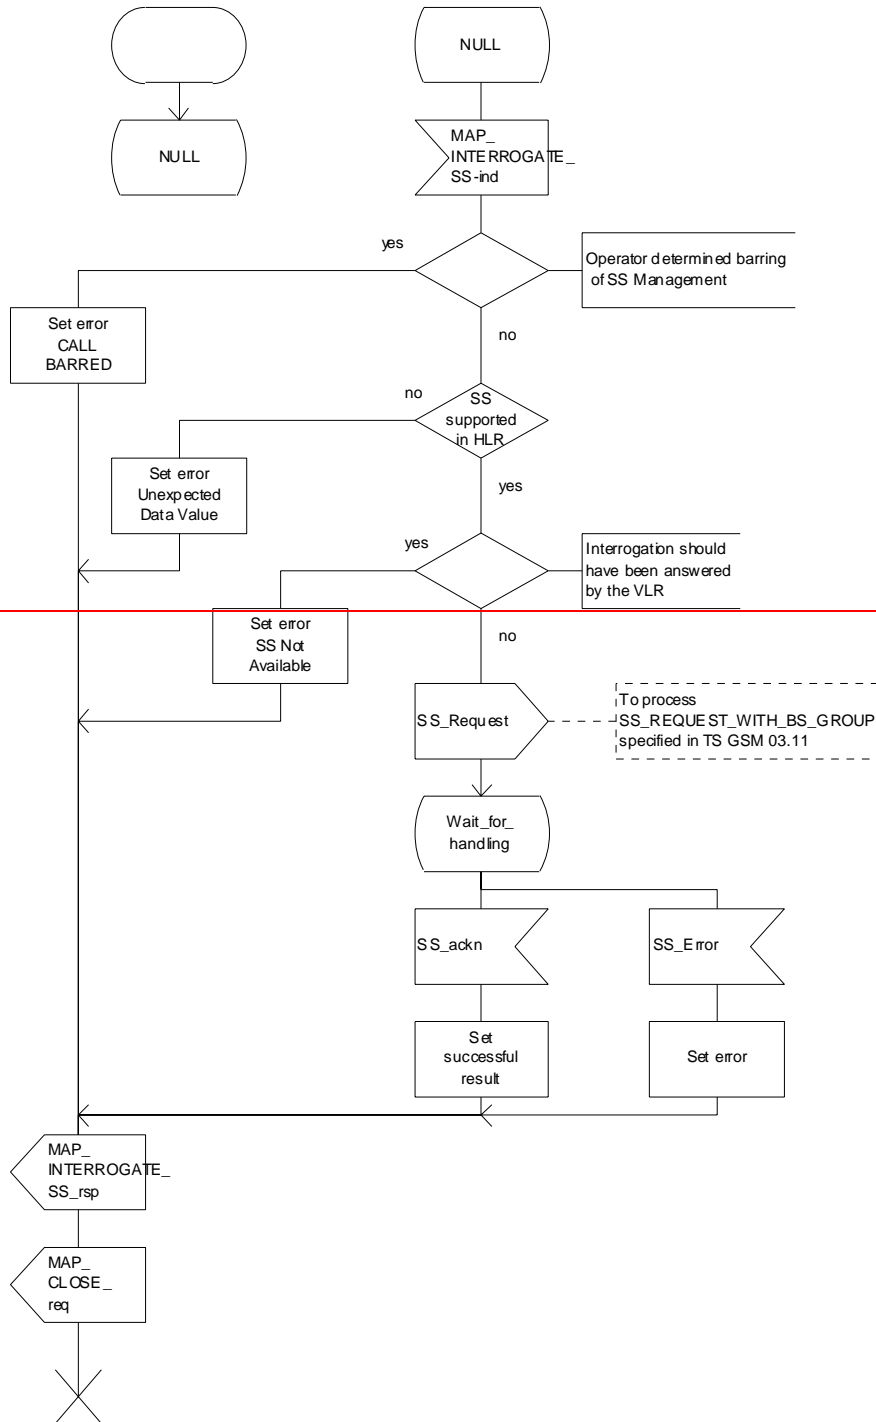 NULL
NULL
MAP_
INTERROGATE_
SS-ind
yes
Operator determined barring
of SS Management
Set error
CALL
BARRED
no
no
SS
supported
in HLR
Set error
Unexpected
Data Value
yes
yes
Interrogation should
have been answered
by the VLR
Set error
SS Not
Available
no
SS_Request
To process
SS_REQUEST_WITH_BS_GROUP
specified in TS GSM 03.11
Wait_for_
handling
SS_ackn
SS_Error
Set
successful
result
Set error
MAP_
INTERROGATE_
SS_rsp
MAP_
CLOSE_
req